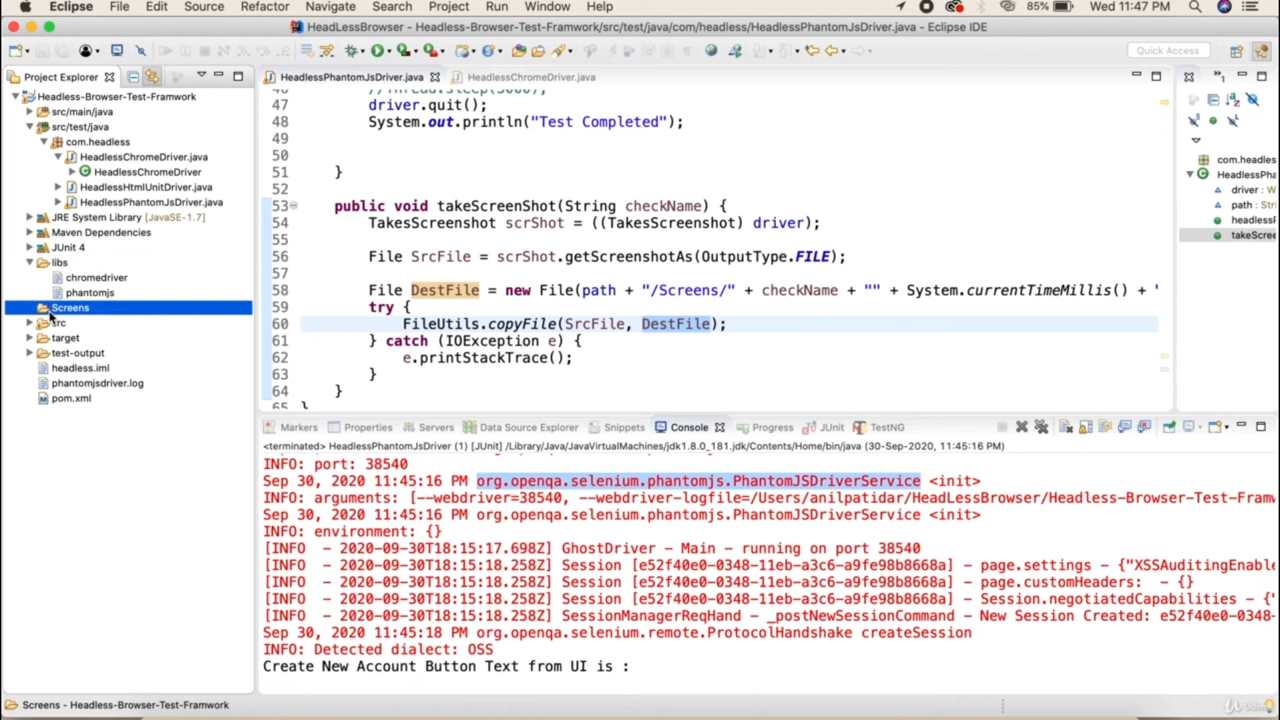 Eclipse File Edit Source Refactor Navigate Search Project Run Window Help 85% Wed 11:47 PM
HeadLessBrowser - Headless-Browser-Test-Framwork/src/test/java/com/headless/HeadlessPhantomJsDriver.java - Eclipse IDE
Quick Access
Project Explorer
Headless-Browser-Test-Framwork
src/main/java
src/test/java
com.headless
HeadlessChromeDriver.java
HeadlessChromeDriver
HeadlessHtmlUnitDriver.java
HeadlessPhantomJsDriver.java
JRE System Library [JavaSE-1.7]
Maven Dependencies
JUnit 4
libs
chromedriver
phantomjs
Screens
src
target
test-output
headless.iml
phantomjsdriver.log
pom.xml
HeadlessPhantomJsDriver.java HeadlessChromeDriver.java
46 //Thread.sleep(5000);
47 driver.quit();
48 System.out.println("Test Completed");
49
50
51 }
52
53 public void takeScreenShot(String checkName) {
54 TakesScreenshot scrShot = ((TakesScreenshot) driver);
55
56 File SrcFile = scrShot.getScreenshotAs(OutputType.FILE);
57
58 File DestFile = new File(path + "/Screens/" + checkName + "" + System.currentTimeMillis() + "
59 try {
60 FileUtils.copyFile(SrcFile, DestFile);
61 } catch (IOException e) {
62 e.printStackTrace();
63 }
64 }
65 }
com.headles
HeadlessPha
driver : W
path : Stri
headlessP
takeScree
Markers Properties Servers Data Source Explorer Snippets Console Progress JUnit TestNG
<terminated> HeadlessPhantomJsDriver (1) [JUnit] /Library/Java/JavaVirtualMachines/jdk1.8.0_181.jdk/Contents/Home/bin/java (30-Sep-2020, 11:45:16 PM)
INFO: port: 38540
Sep 30, 2020 11:45:16 PM org.openqa.selenium.phantomjs.PhantomJSDriverService <init>
INFO: arguments: [--webdriver=38540, --webdriver-logfile=/Users/anilpatidar/HeadLessBrowser/Headless-Browser-Test-Framw
Sep 30, 2020 11:45:16 PM org.openqa.selenium.phantomjs.PhantomJSDriverService <init>
INFO: environment: {}
[INFO - 2020-09-30T18:15:17.698Z] GhostDriver - Main - running on port 38540
[INFO - 2020-09-30T18:15:18.258Z] Session [e52f40e0-0348-11eb-a3c6-a9fe98b8668a] - page.settings - {"XSSAuditingEnable
[INFO - 2020-09-30T18:15:18.258Z] Session [e52f40e0-0348-11eb-a3c6-a9fe98b8668a] - page.customHeaders: - {}
[INFO - 2020-09-30T18:15:18.258Z] Session [e52f40e0-0348-11eb-a3c6-a9fe98b8668a] - Session.negotiatedCapabilities - {"
[INFO - 2020-09-30T18:15:18.258Z] SessionManagerReqHand - _postNewSessionCommand - New Session Created: e52f40e0-0348-
Sep 30, 2020 11:45:18 PM org.openqa.selenium.remote.ProtocolHandshake createSession
INFO: Detected dialect: OSS
Create New Account Button Text from UI is :
Screens - Headless-Browser-Test-Framwork